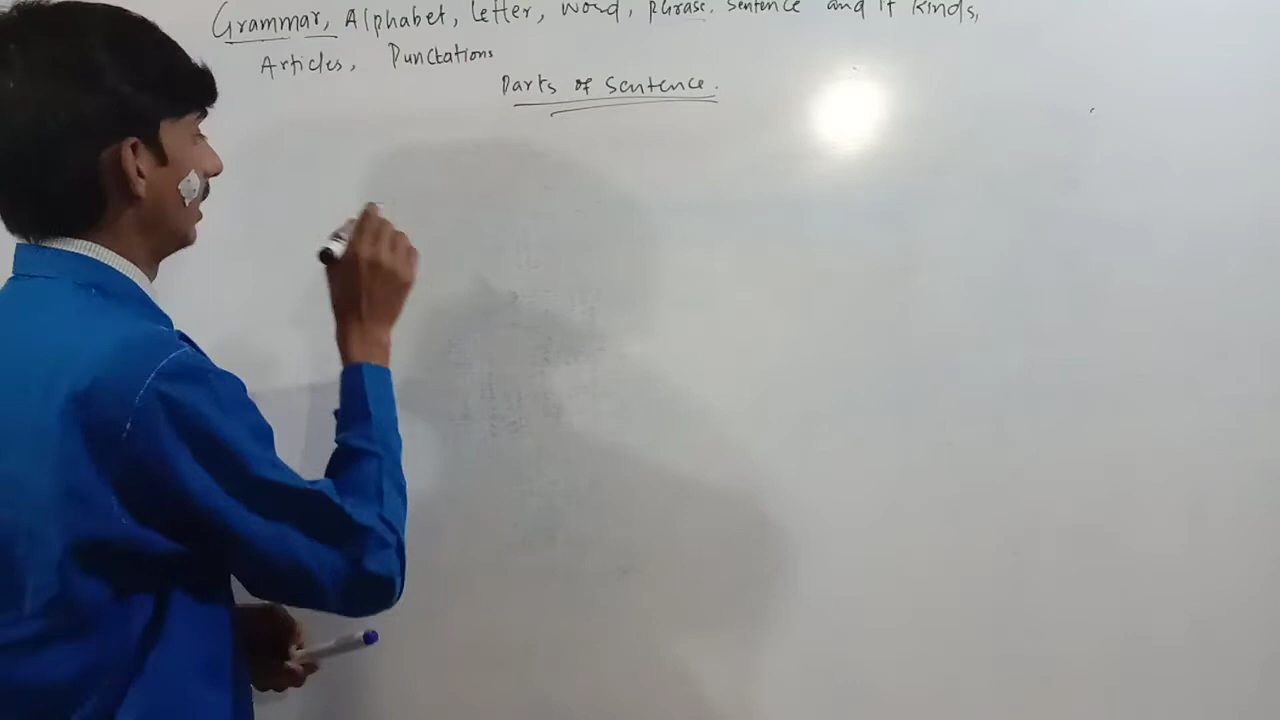 Grammar, Alphabet, Letter, word, phrase, sentence and it kinds,
Articles, Punctations
Parts of sentence.